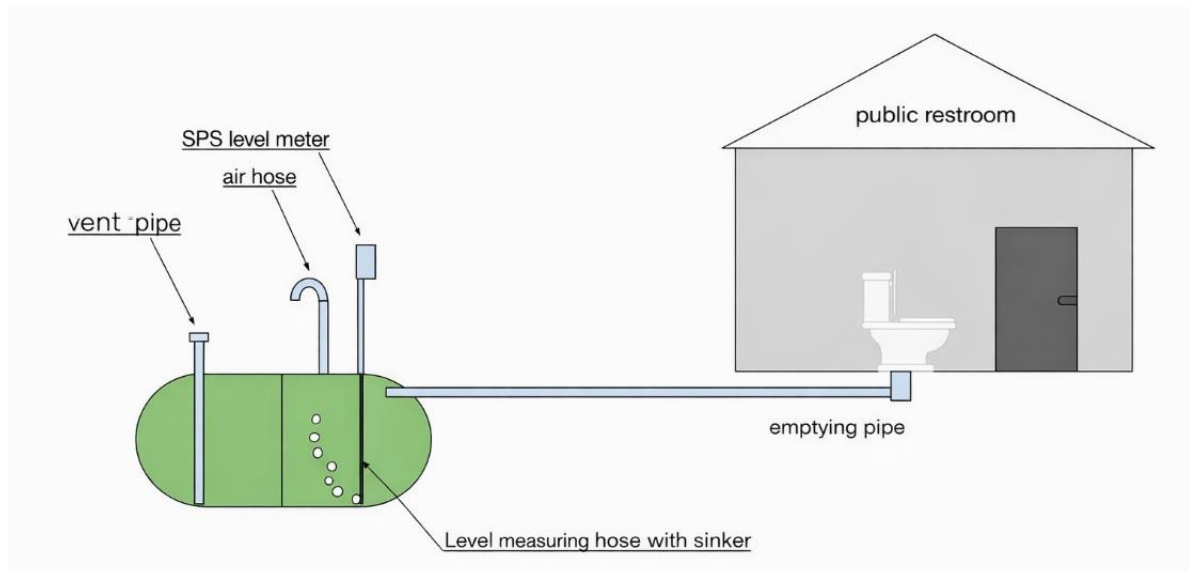 public restroom
SPS level meter
air hose
vent -pipe
emptying pipe
Level measuring hose with sinker